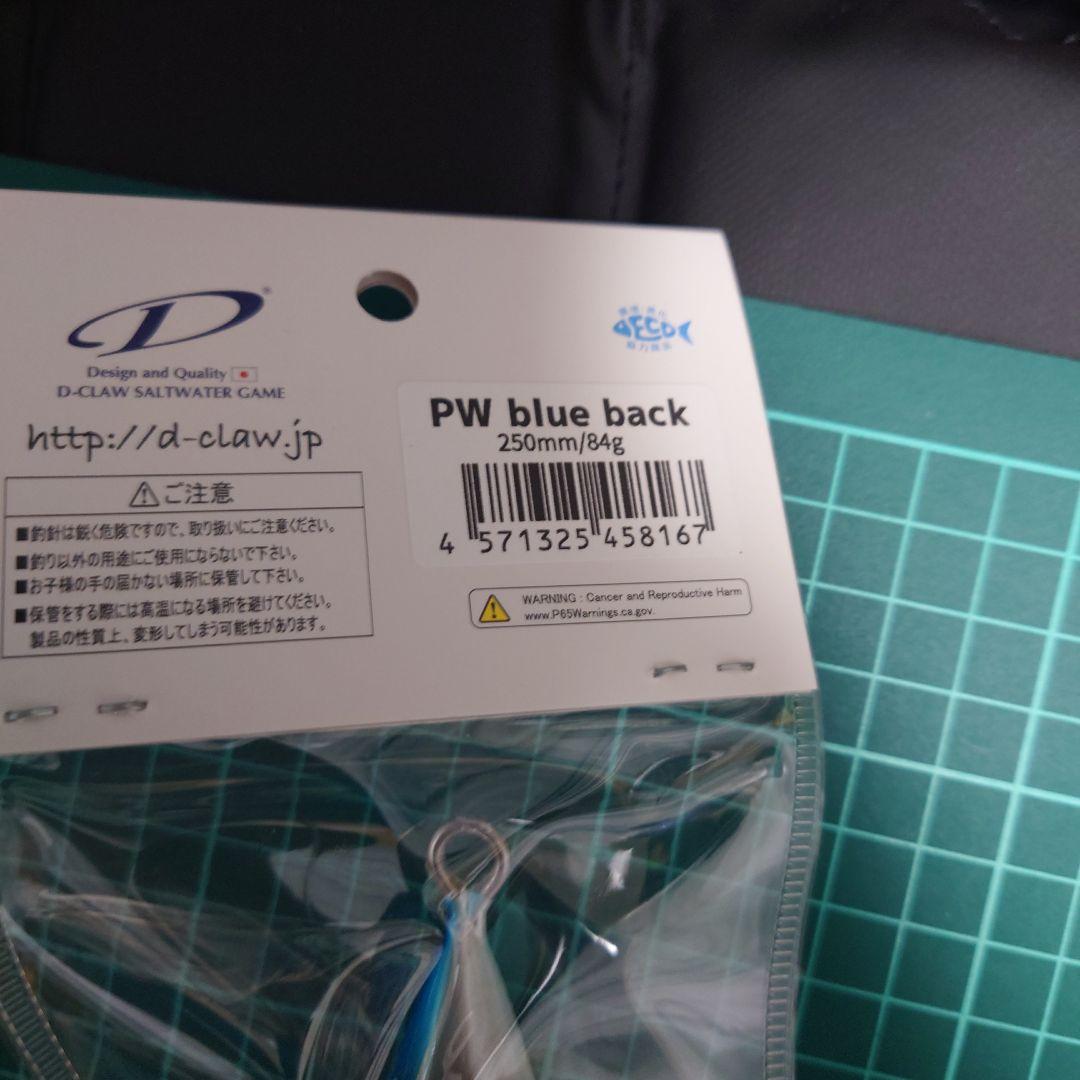 D®
Design and Quality
D-CLAW SALTWATER GAME
http://d-claw.jp
ECO
PW blue back
250mm/84g
4 571325 458167
⚠ご注意
■釣針は鋭く危険ですので、取り扱いにご注意ください。
■釣り以外の用途にご使用にならないで下さい。
■お子様の手の届かない場所に保管して下さい。
■保管をする際には高温になる場所を避けてください。
製品の性質上、変形してしまう可能性があります。
WARNING : Cancer and Reproductive Harm
www.P65Warnings.ca.gov.